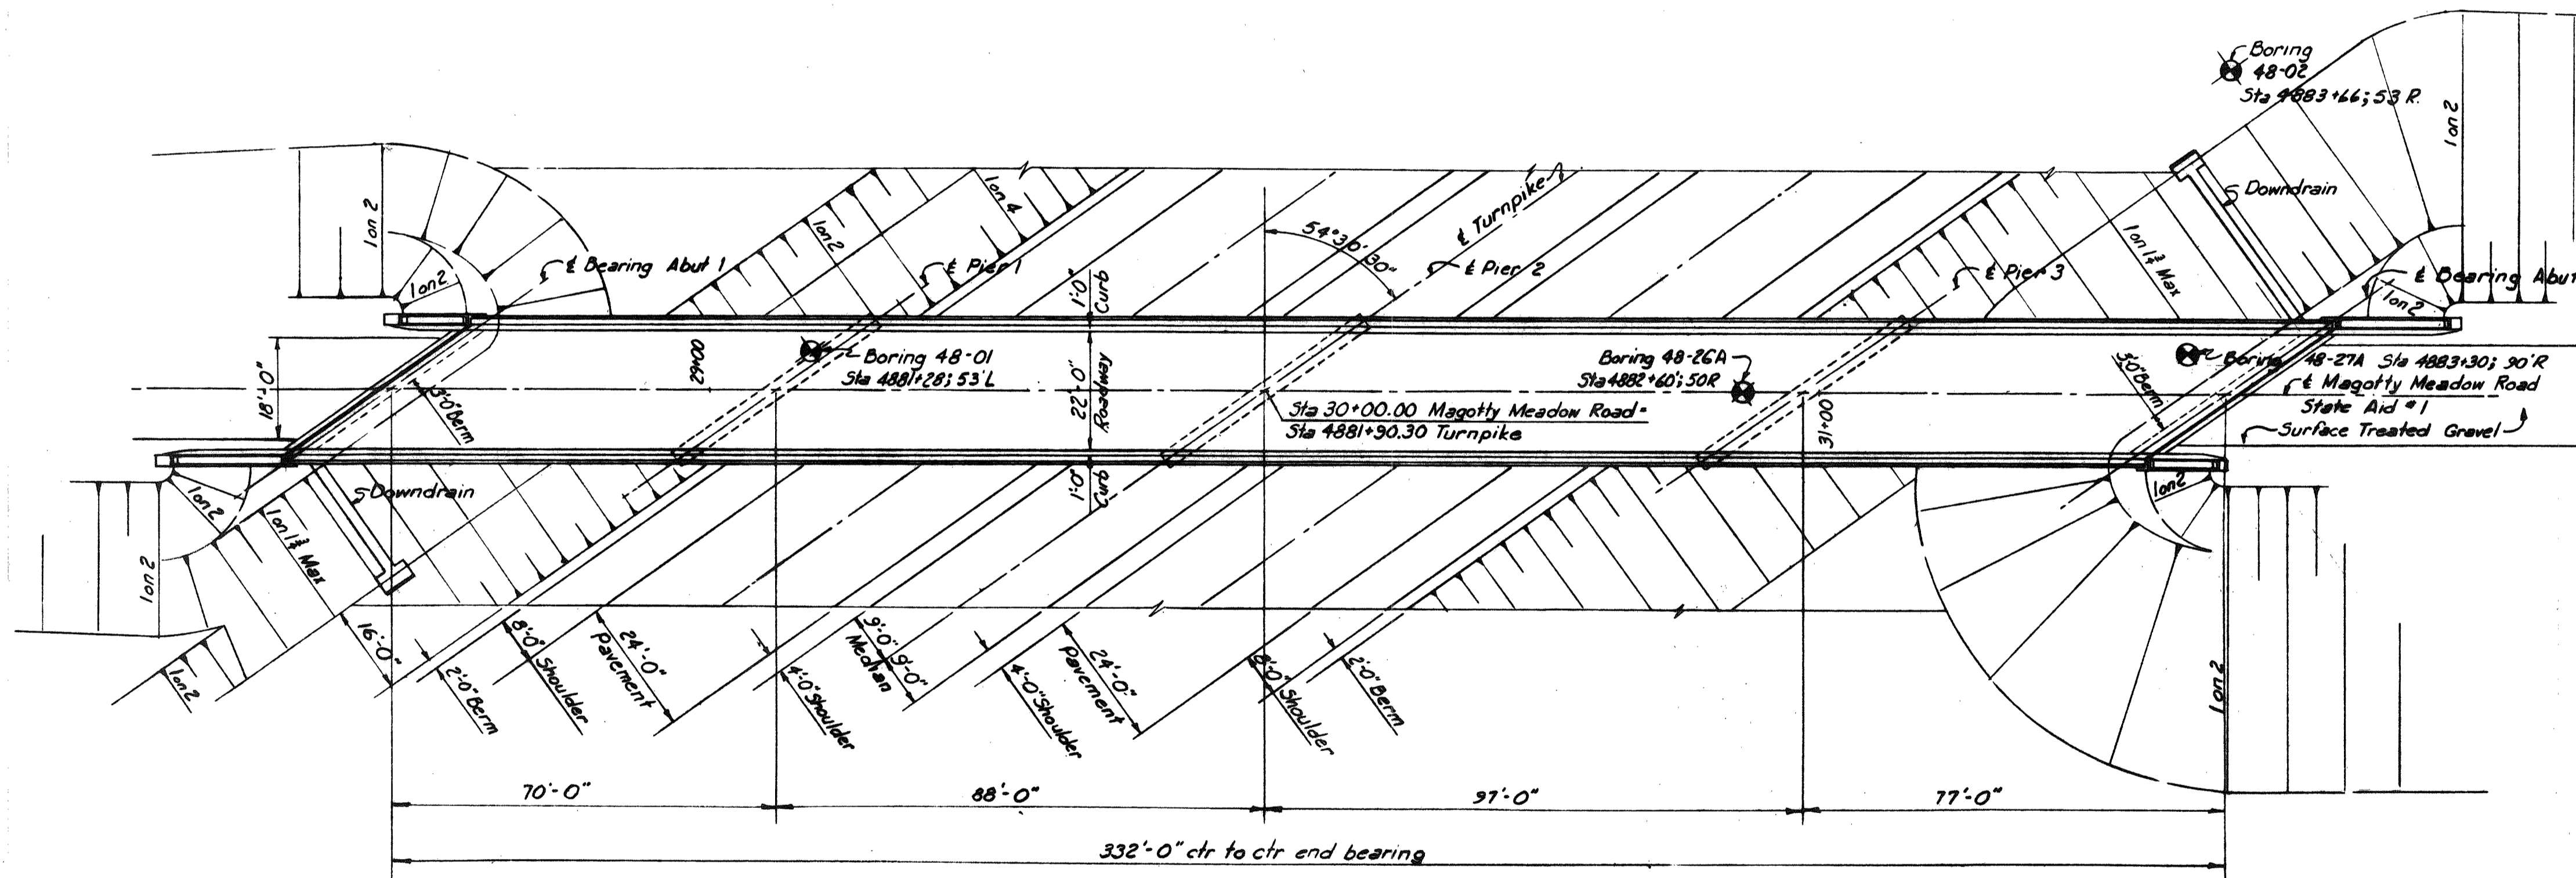 Boring
48-02
Sta 4883+66; 53 R.
1 on 2
1 on 2
1 on 2
1 on 4
℄ Turnpike
Downdrain
54°30'
30"
1 on 1¾ Max
℄ Bearing Abut 1
℄ Pier 1
℄ Pier 2
℄ Pier 3
℄ Bearing Abut
1 on 2
1 on 2
1'-0"
Curb
18'-0"
29+00
Boring 48-01
Sta 4881+28; 53'L
22'-0"
Roadway
Boring 48-26A
Sta 4882+60'; 50R
Boring 48-27A Sta 4883+30; 90'R
℄ Magotty Meadow Road
State Aid #1
Surface Treated Gravel
3'-0" Berm
3'-0" Berm
Sta 30+00.00 Magotty Meadow Road =
Sta 4881+90.30 Turnpike
31+00
1'-0"
Curb
Downdrain
1 on 2
1 on 2
1 on 1¾ Max
1 on 2
1 on 2
1 on 2
16'-0"
2'-0" Berm
8'-0" Shoulder
24'-0"
Pavement
4'-0" Shoulder
9'-0" 9'-0"
Median
4'-0" Shoulder
24'-0"
Pavement
8'-0" Shoulder
2'-0" Berm
70'-0"
88'-0"
97'-0"
77'-0"
332'-0" ctr to ctr end bearing